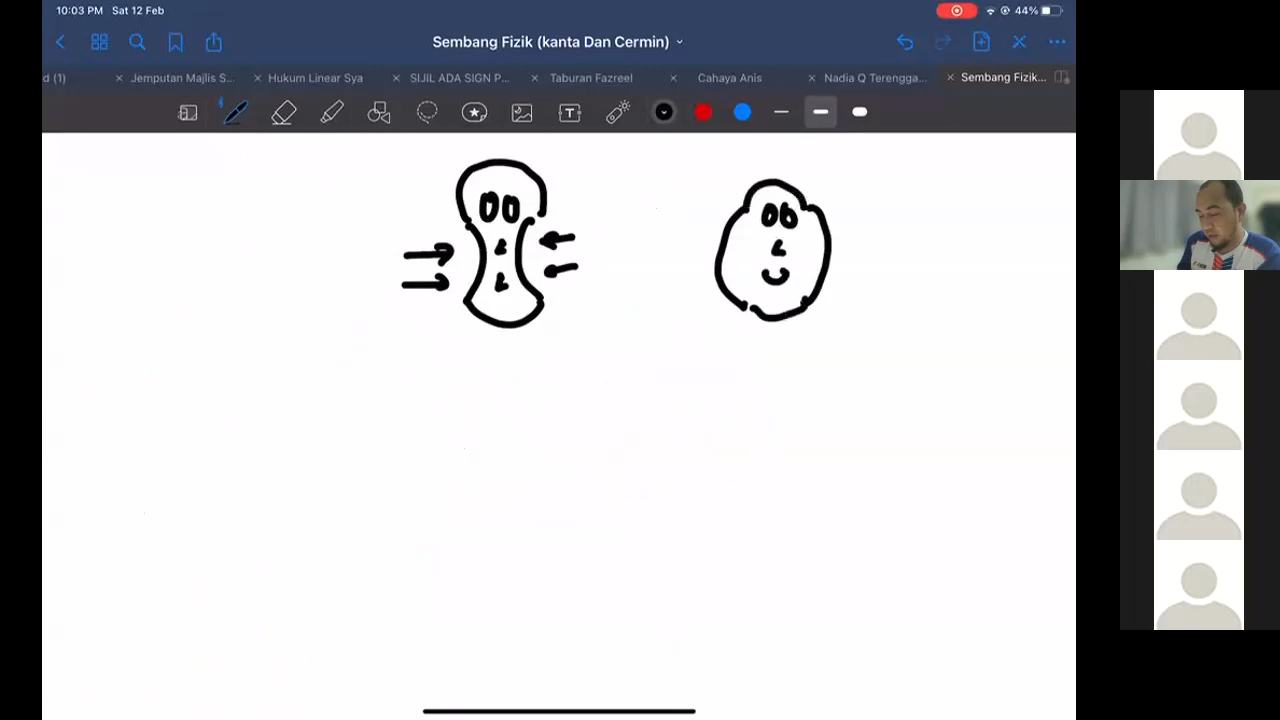 10:03 PM Sat 12 Feb
44%
Sembang Fizik (kanta Dan Cermin)
d (1)
Jemputan Majlis S...
Hukum Linear Sya
SIJIL ADA SIGN P...
Taburan Fazreel
Cahaya Anis
Nadia Q Terengga...
Sembang Fizik...